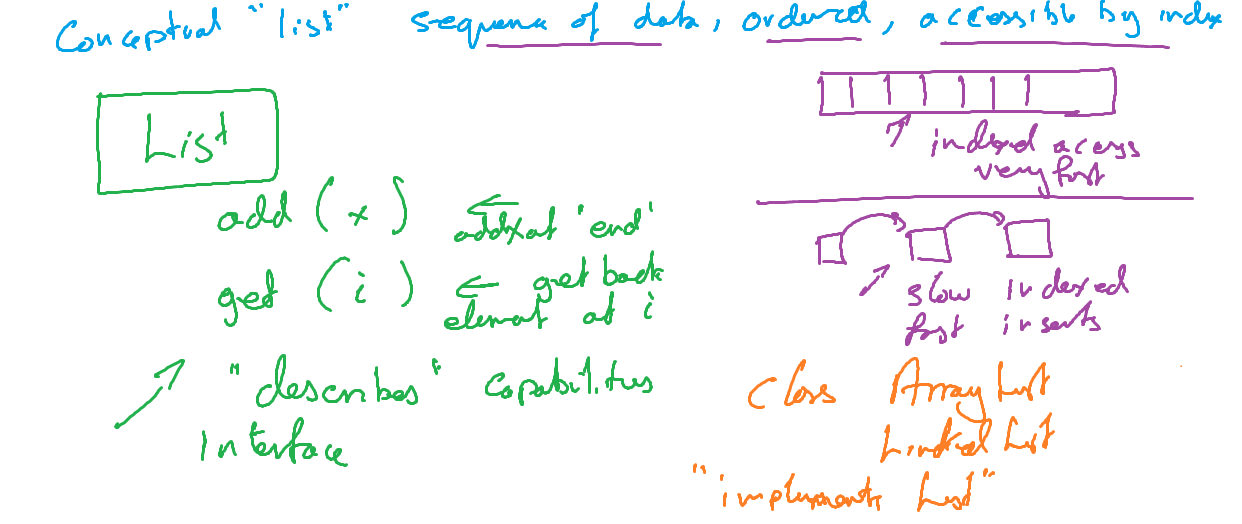 Conceptual "list" sequence of data, ordered, accessible by index
List
add (x) ← add x at 'end'
get (i) ← get back element at i
"describes" capabilities
Interface
indexed access
very fast
slow indexed
fast inserts
class ArrayList
LinkedList
"implements List"